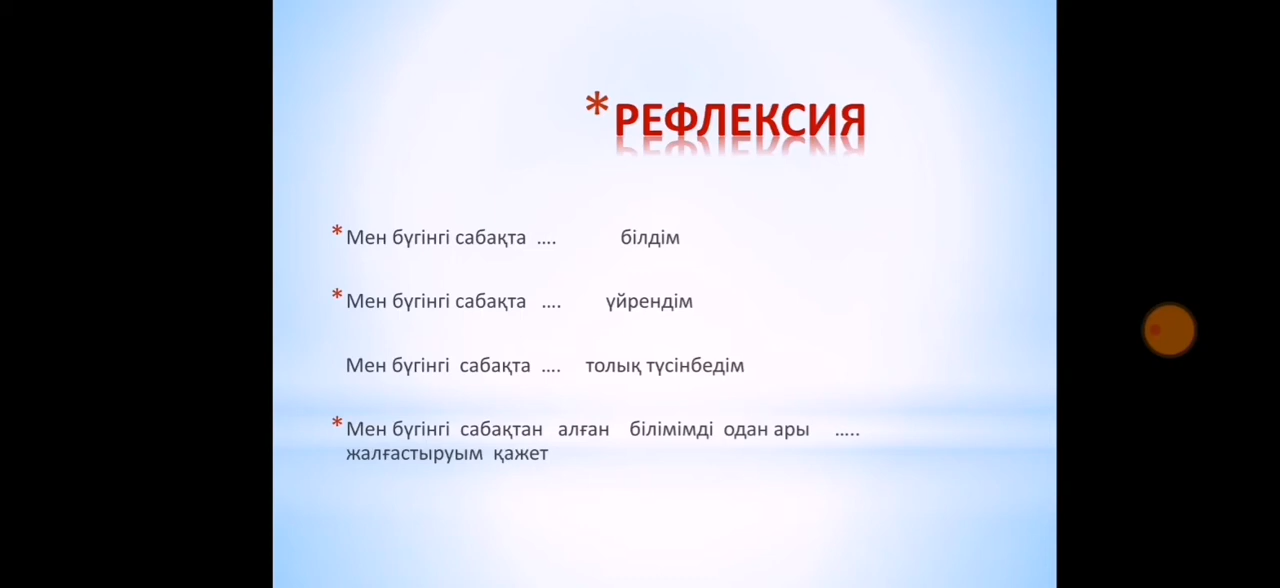 *РЕФЛЕКСИЯ
*Мен бүгінгі сабақта .... білдім
*Мен бүгінгі сабақта .... үйрендім
Мен бүгінгі сабақта .... толық түсінбедім
*Мен бүгінгі сабақтан алған білімімді одан ары .....
жалғастыруым қажет